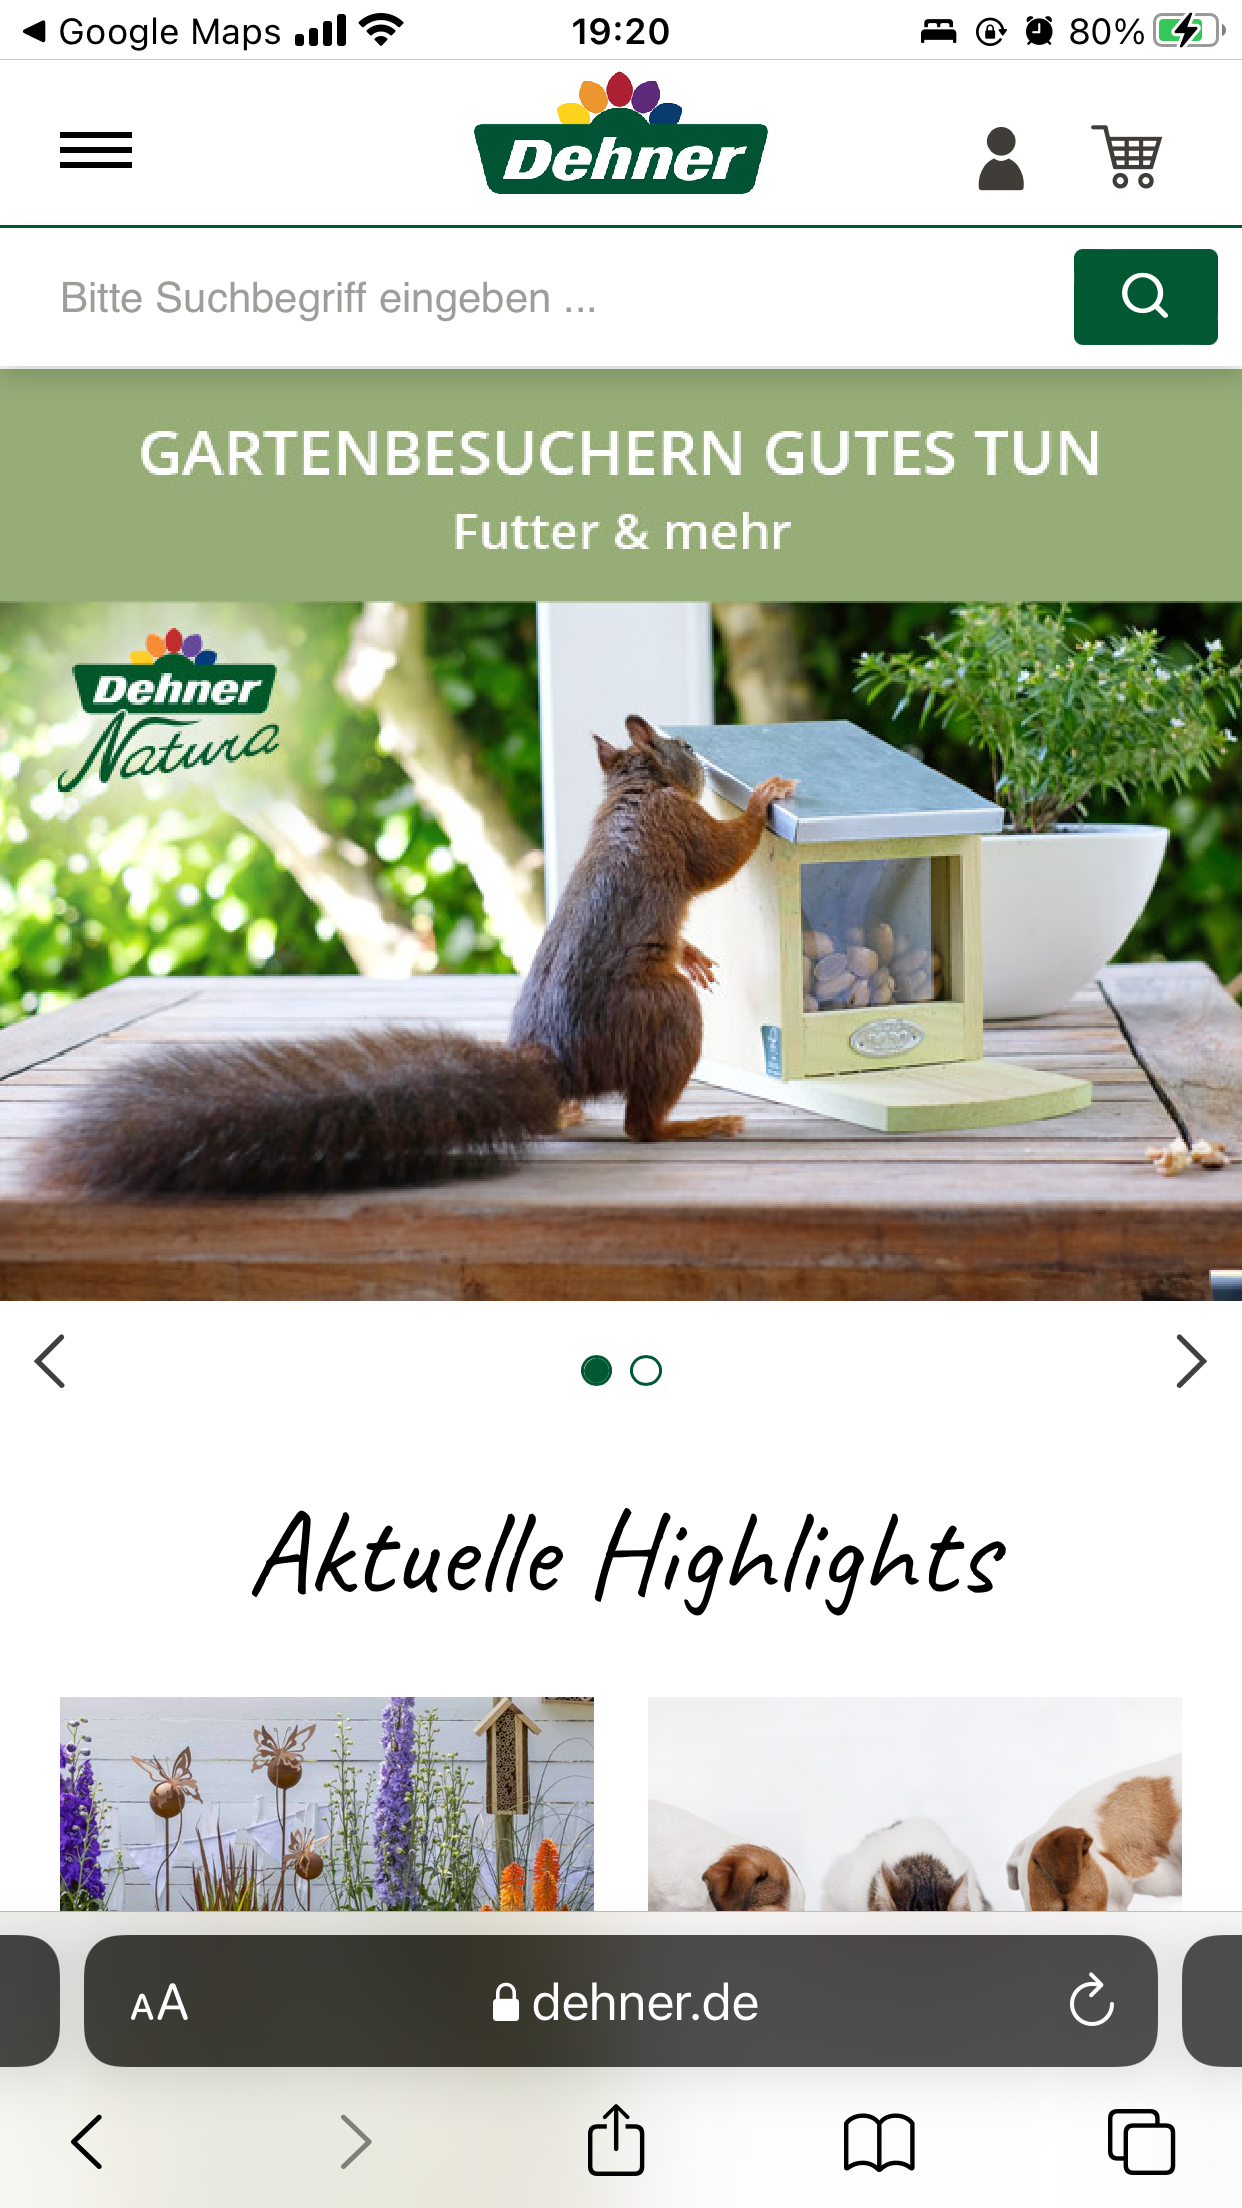 Google Maps
19:20
80%
Dehner
Bitte Suchbegriff eingeben ...
GARTENBESUCHERN GUTES TUN
Futter & mehr
Dehner
Natura
Aktuelle Highlights
AA
dehner.de